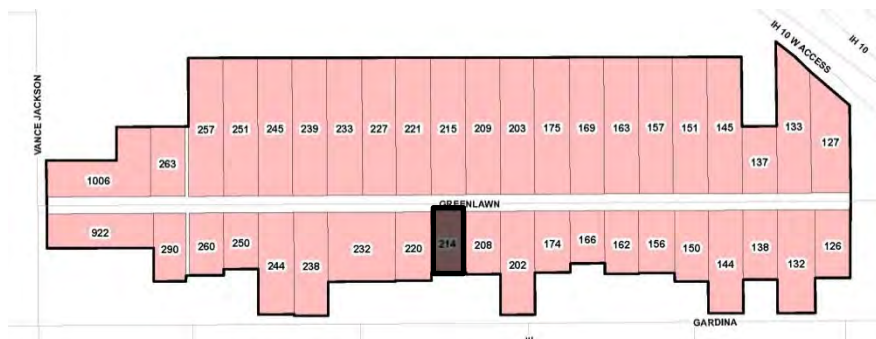 IH 10 W ACCESS
IH 10
VANCE JACKSON
257 251 245 239 233 227 221 215 209 203 175 169 163 157 151 145 133
127
263
137
1006
GREENLAWN
922
290 260 250 232 220 214 208 174 166 162 156 150 138 126
244 238 202 144 132
GARDINA